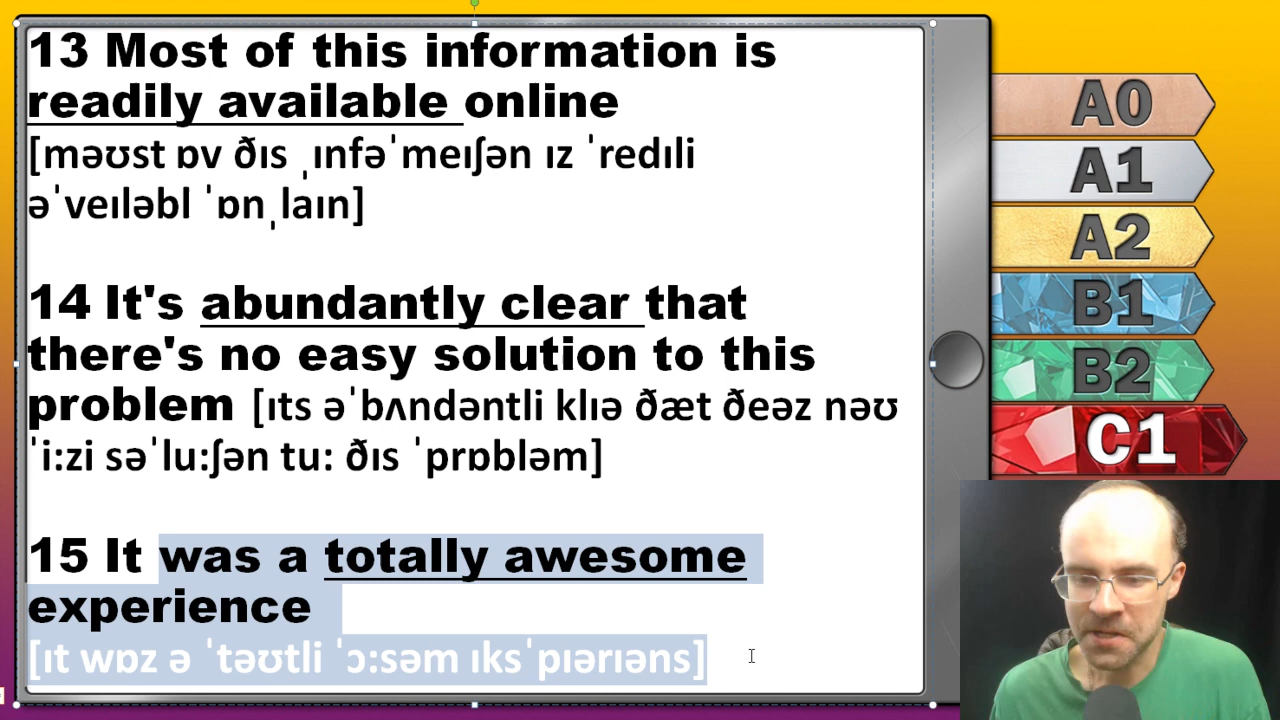 13 Most of this information is
readily available online
[məʊst ɒv ðɪs ˌɪnfəˈmeɪʃən ɪz ˈredɪli
əˈveɪləbl ˈɒnˌlaɪn]
14 It's abundantly clear that
there's no easy solution to this
problem [ɪts əˈbʌndəntli klɪə ðæt ðeəz nəʊ
ˈi:zi səˈlu:ʃən tu: ðɪs ˈprɒbləm]
15 It was a totally awesome
experience
[ɪt wɒz ə ˈtəʊtli ˈɔ:səm ɪksˈpɪərɪəns]
A0
A1
A2
B1
B2
C1